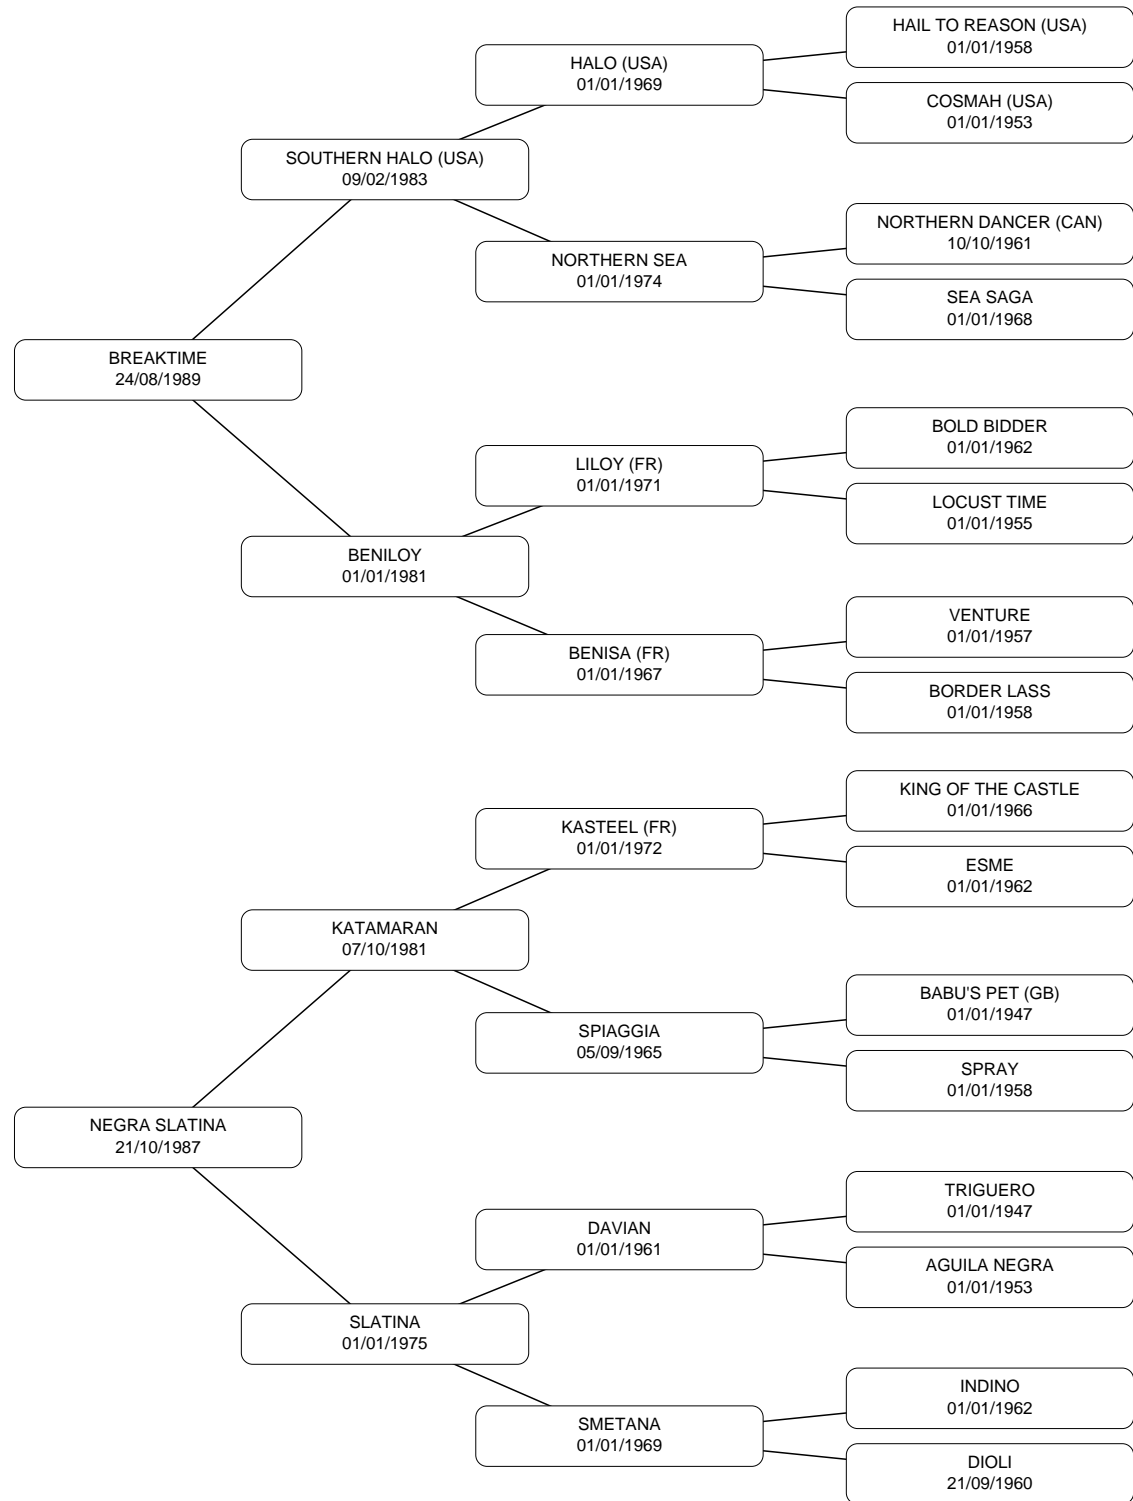 HAIL TO REASON (USA)
01/01/1958
HALO (USA)
01/01/1969
COSMAH (USA)
01/01/1953
SOUTHERN HALO (USA)
09/02/1983
NORTHERN DANCER (CAN)
10/10/1961
NORTHERN SEA
01/01/1974
SEA SAGA
01/01/1968
BREAKTIME
24/08/1989
BOLD BIDDER
01/01/1962
LILOY (FR)
01/01/1971
LOCUST TIME
01/01/1955
BENILOY
01/01/1981
VENTURE
01/01/1957
BENISA (FR)
01/01/1967
BORDER LASS
01/01/1958
KING OF THE CASTLE
01/01/1966
KASTEEL (FR)
01/01/1972
ESME
01/01/1962
KATAMARAN
07/10/1981
BABU'S PET (GB)
01/01/1947
SPIAGGIA
05/09/1965
SPRAY
01/01/1958
NEGRA SLATINA
21/10/1987
TRIGUERO
01/01/1947
DAVIAN
01/01/1961
AGUILA NEGRA
01/01/1953
SLATINA
01/01/1975
INDINO
01/01/1962
SMETANA
01/01/1969
DIOLI
21/09/1960